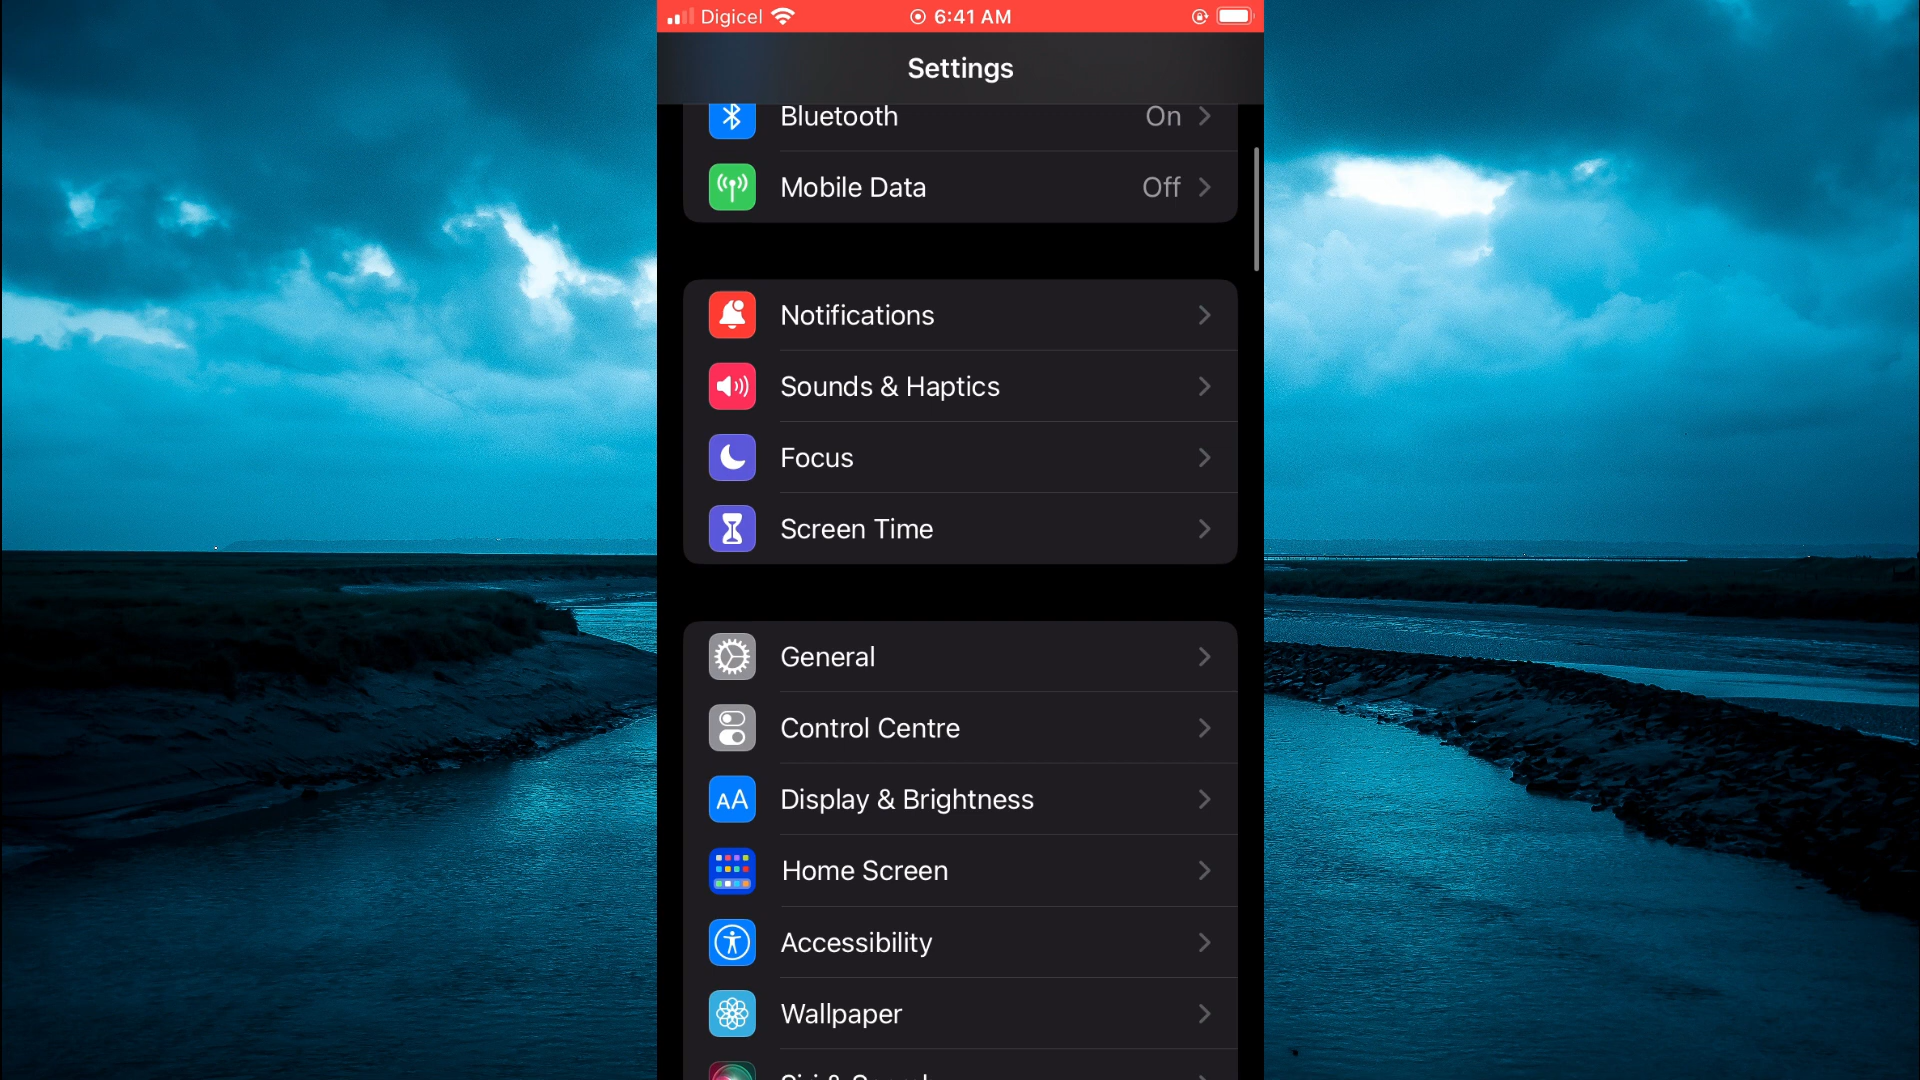 Digicel 6:41 AM
Settings
Bluetooth On
Mobile Data Off
Notifications
Sounds & Haptics
Focus
Screen Time
General
Control Centre
AA Display & Brightness
Home Screen
Accessibility
Wallpaper